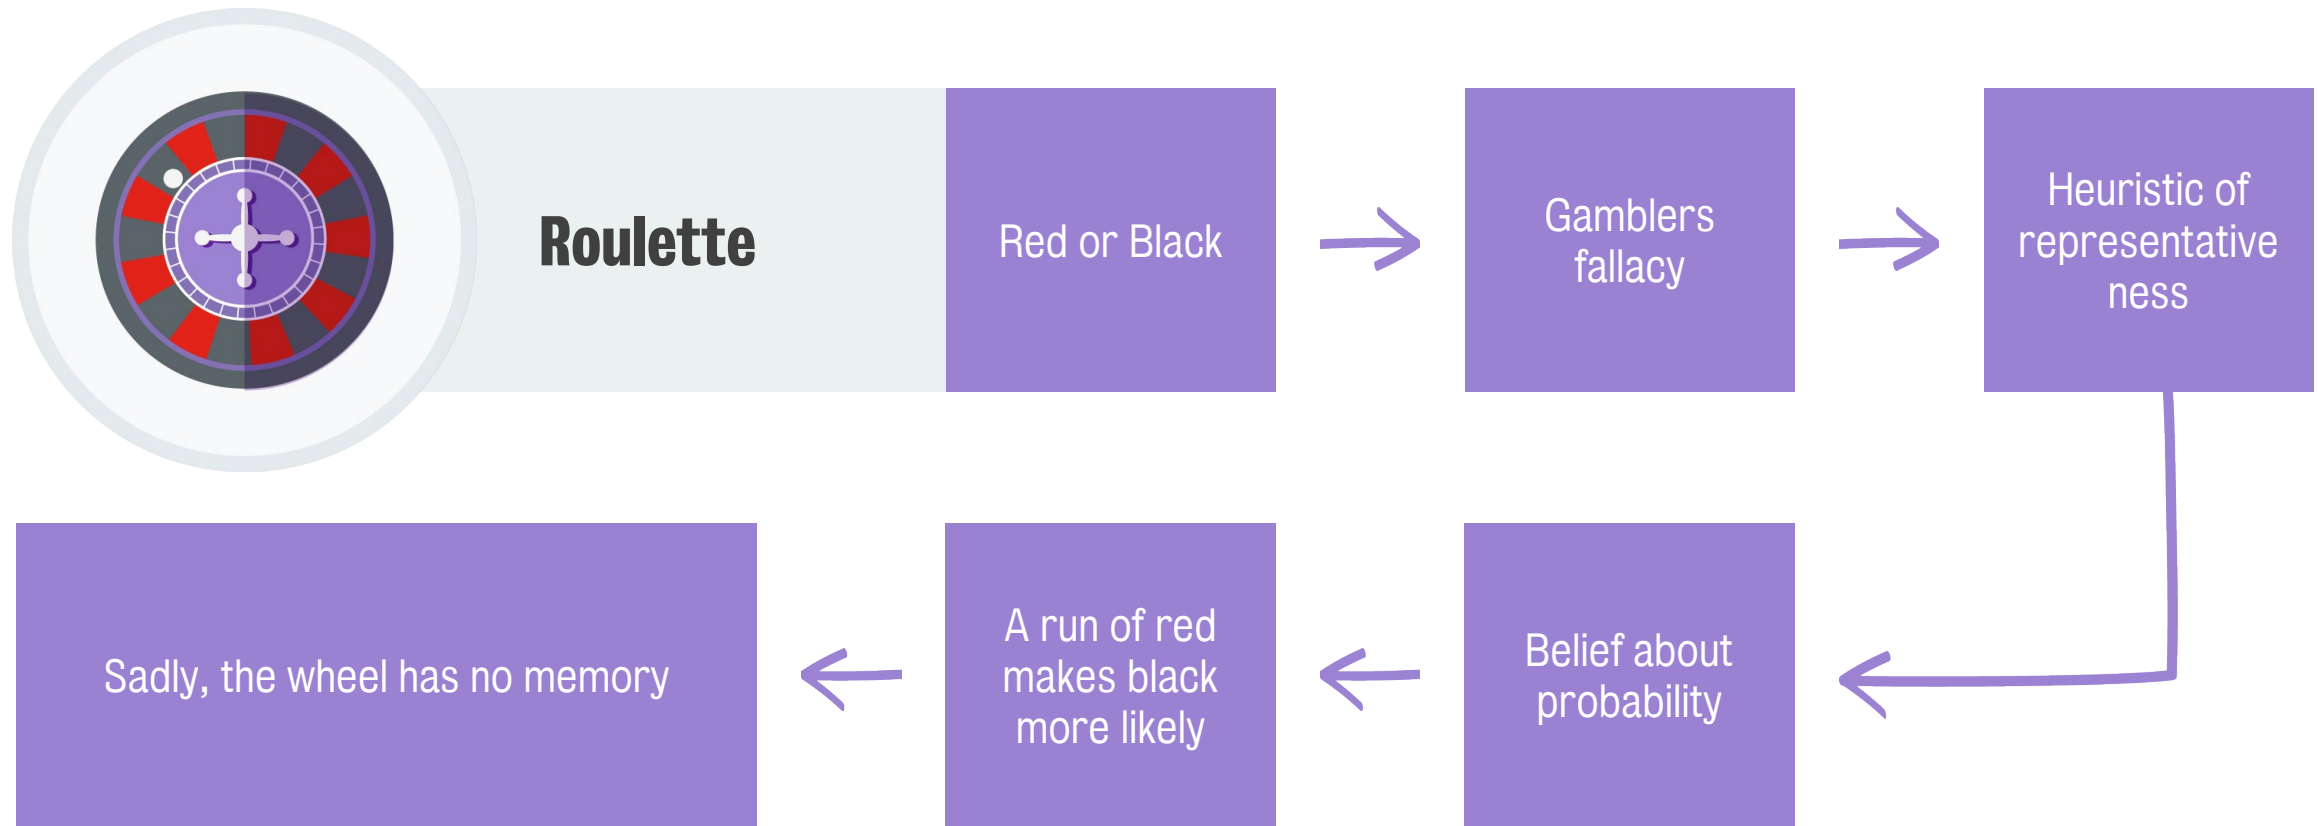 Roulette
Red or Black
Gamblers
fallacy
Heuristic of
representative
ness
Belief about
probability
A run of red
makes black
more likely
Sadly, the wheel has no memory